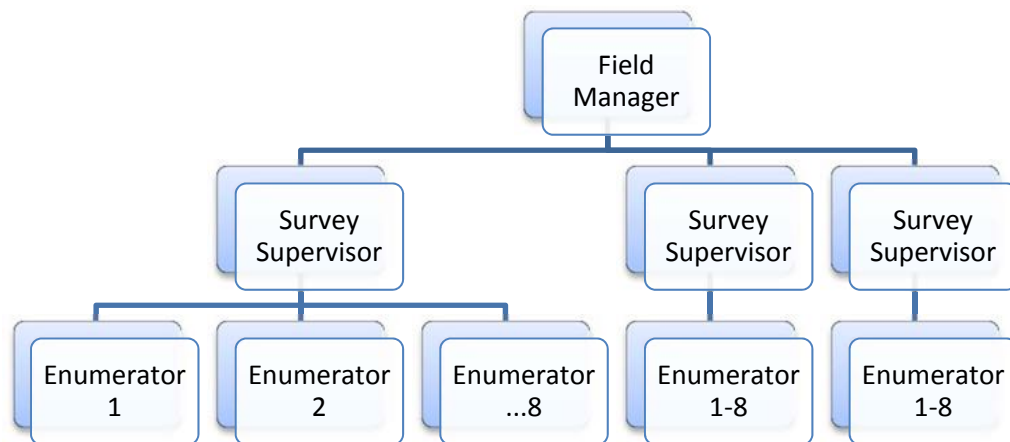 Field
Manager
Survey
Supervisor
Survey
Supervisor
Survey
Supervisor
Enumerator
1
Enumerator
2
Enumerator
...8
Enumerator
1-8
Enumerator
1-8